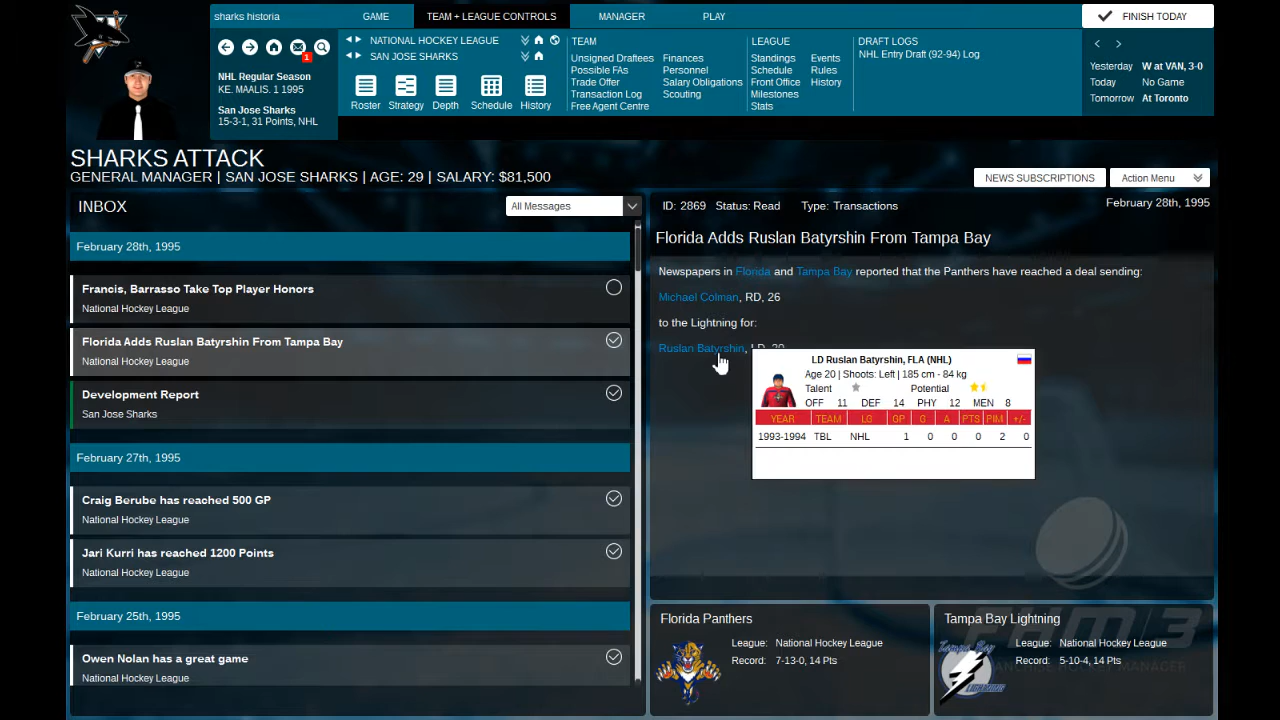 sharks historia
GAME
TEAM + LEAGUE CONTROLS
MANAGER
PLAY
FINISH TODAY
NATIONAL HOCKEY LEAGUE
SAN JOSE SHARKS
1
NHL Regular Season
KE. MAALIS. 1 1995
San Jose Sharks
15-3-1, 31 Points, NHL
Roster
Strategy
Depth
Schedule
History
TEAM
Unsigned Draftees
Finances
Possible FAs
Personnel
Trade Offer
Salary Obligations
Transaction Log
Scouting
Free Agent Centre
LEAGUE
Standings
Events
Schedule
Rules
Front Office
History
Milestones
Stats
DRAFT LOGS
NHL Entry Draft (92-94) Log
Yesterday W at VAN, 3-0
Today No Game
Tomorrow At Toronto
SHARKS ATTACK
GENERAL MANAGER | SAN JOSE SHARKS | AGE: 29 | SALARY: $81,500
NEWS SUBSCRIPTIONS
Action Menu
INBOX
All Messages
February 28th, 1995
Francis, Barrasso Take Top Player Honors
National Hockey League
Florida Adds Ruslan Batyrshin From Tampa Bay
National Hockey League
Development Report
San Jose Sharks
February 27th, 1995
Craig Berube has reached 500 GP
National Hockey League
Jari Kurri has reached 1200 Points
National Hockey League
February 25th, 1995
Owen Nolan has a great game
National Hockey League
ID: 2869 Status: Read Type: Transactions
February 28th, 1995
Florida Adds Ruslan Batyrshin From Tampa Bay
Newspapers in Florida and Tampa Bay reported that the Panthers have reached a deal sending:
Michael Colman, RD, 26
to the Lightning for:
Ruslan Batyrshin, LD, 20
LD Ruslan Batyrshin, FLA (NHL)
Age 20 | Shoots: Left | 185 cm - 84 kg
Talent Potential
OFF 11 DEF 14 PHY 12 MEN 8
YEAR TEAM LG GP G A PTS PIM +/-
1993-1994 TBL NHL 1 0 0 0 2 0
Florida Panthers
League: National Hockey League
Record: 7-13-0, 14 Pts
Tampa Bay Lightning
League: National Hockey League
Record: 5-10-4, 14 Pts
Tampa Bay
FHM 3